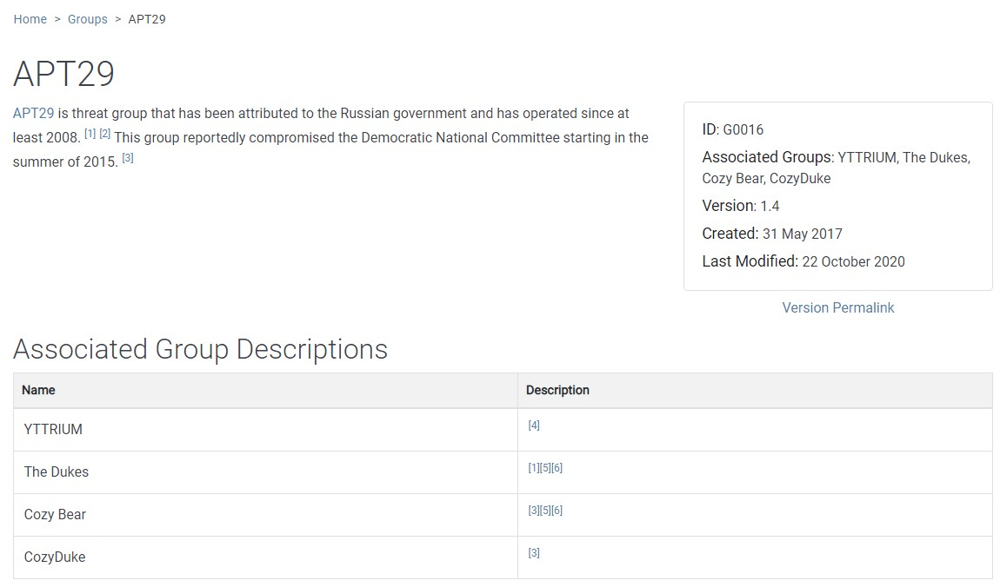 Home > Groups > APT29
APT29
APT29 is threat group that has been attributed to the Russian government and has operated since at
least 2008. [1] [2] This group reportedly compromised the Democratic National Committee starting in the
summer of 2015. [3]
ID: G0016
Associated Groups: YTTRIUM, The Dukes,
Cozy Bear, CozyDuke
Version: 1.4
Created: 31 May 2017
Last Modified: 22 October 2020
Version Permalink
Associated Group Descriptions
Name Description
YTTRIUM [4]
The Dukes [1][5][6]
Cozy Bear [3][5][6]
CozyDuke [3]